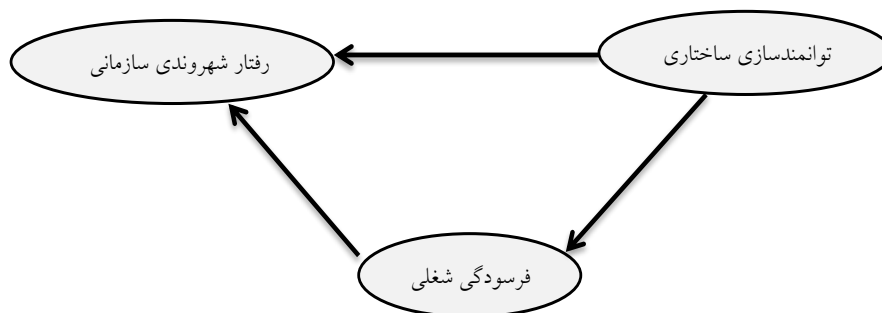 توانمندسازی ساختاری
رفتار شهروندی سازمانی
فرسودگی شغلی